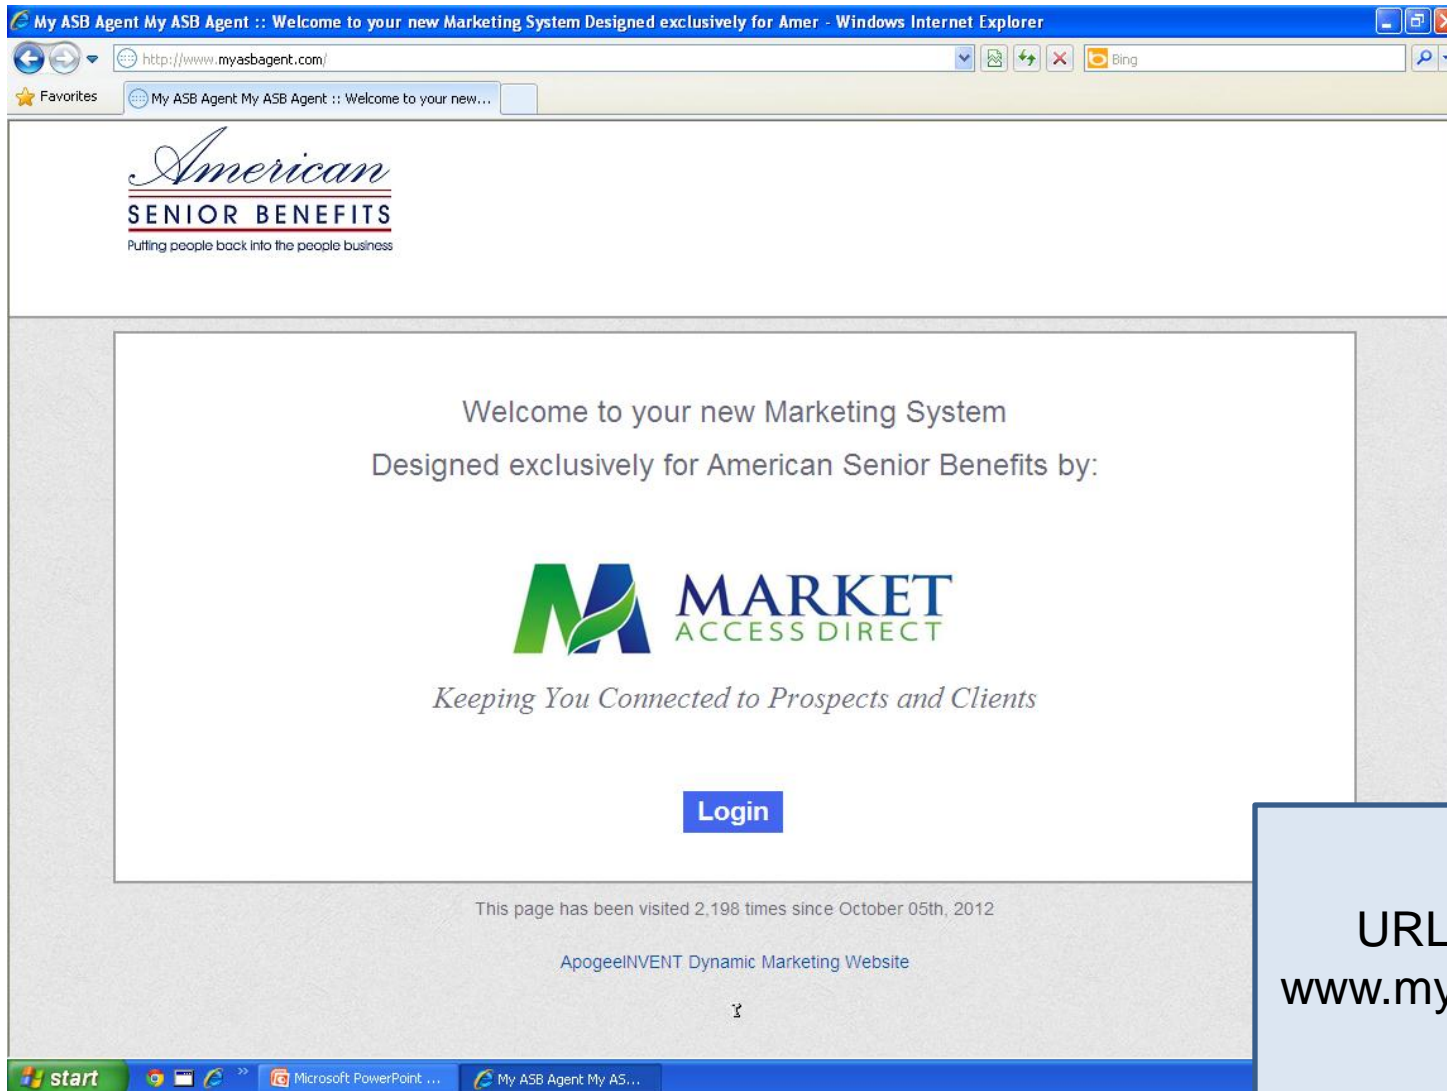 My ASB Agent My ASB Agent :: Welcome to your new Marketing System Designed exclusively for Amer - Windows Internet Explorer
http://www.myasbagent.com/
Bing
Favorites
My ASB Agent My ASB Agent :: Welcome to your new...
American
SENIOR BENEFITS
Putting people back into the people business
Welcome to your new Marketing System
Designed exclusively for American Senior Benefits by:
MARKET
ACCESS DIRECT
Keeping You Connected to Prospects and Clients
Login
This page has been visited 2,198 times since October 05th, 2012
ApogeeINVENT Dynamic Marketing Website
URL
www.my
start
Microsoft PowerPoint ...
My ASB Agent My AS...